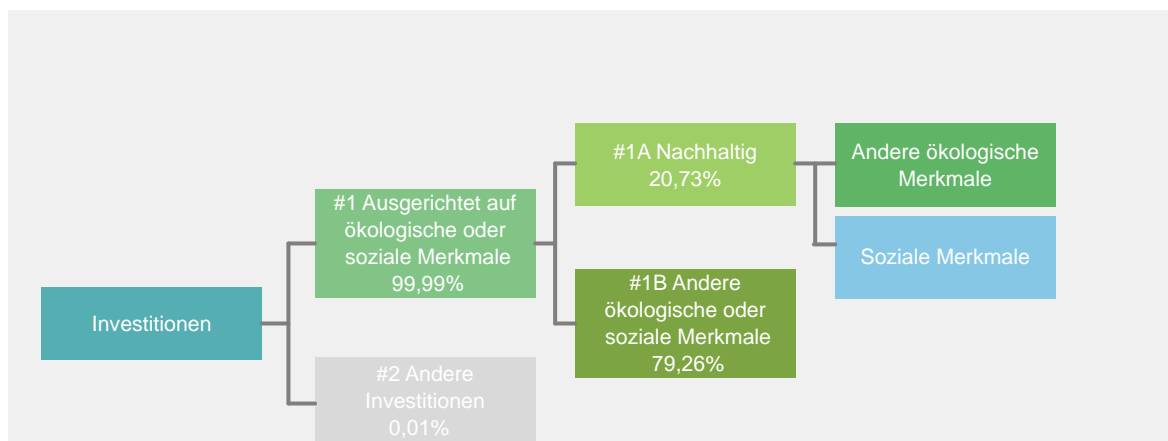 Investitionen
#1 Ausgerichtet auf
ökologische oder
soziale Merkmale
99,99%
#2 Andere
Investitionen
0,01%
#1A Nachhaltig
20,73%
#1B Andere
ökologische oder
soziale Merkmale
79,26%
Andere ökologische
Merkmale
Soziale Merkmale